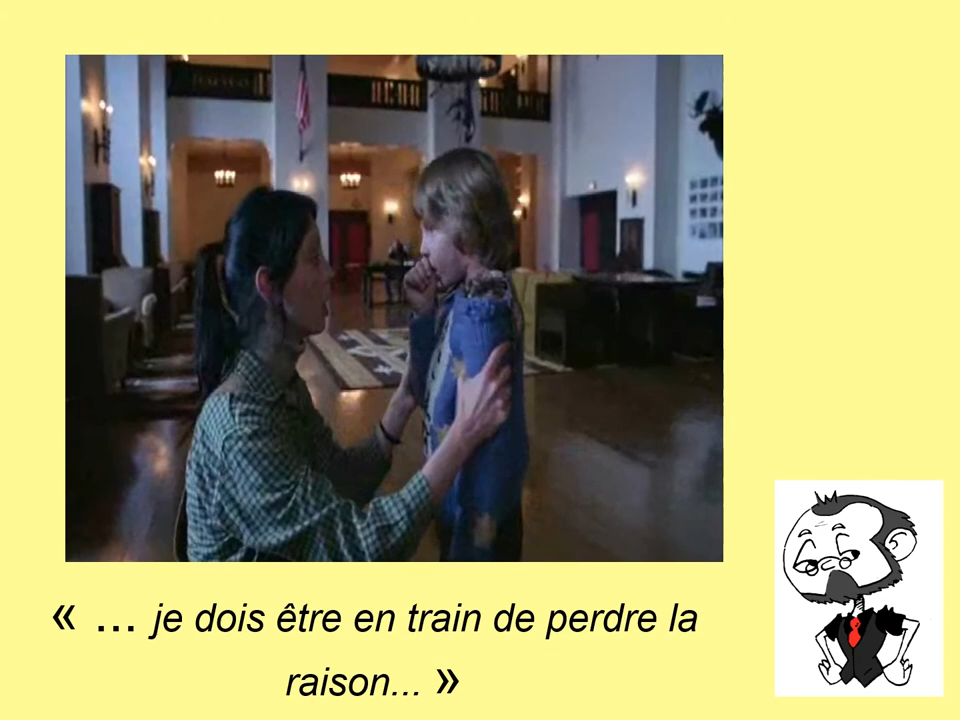 « ... je dois être en train de perdre la
raison... »